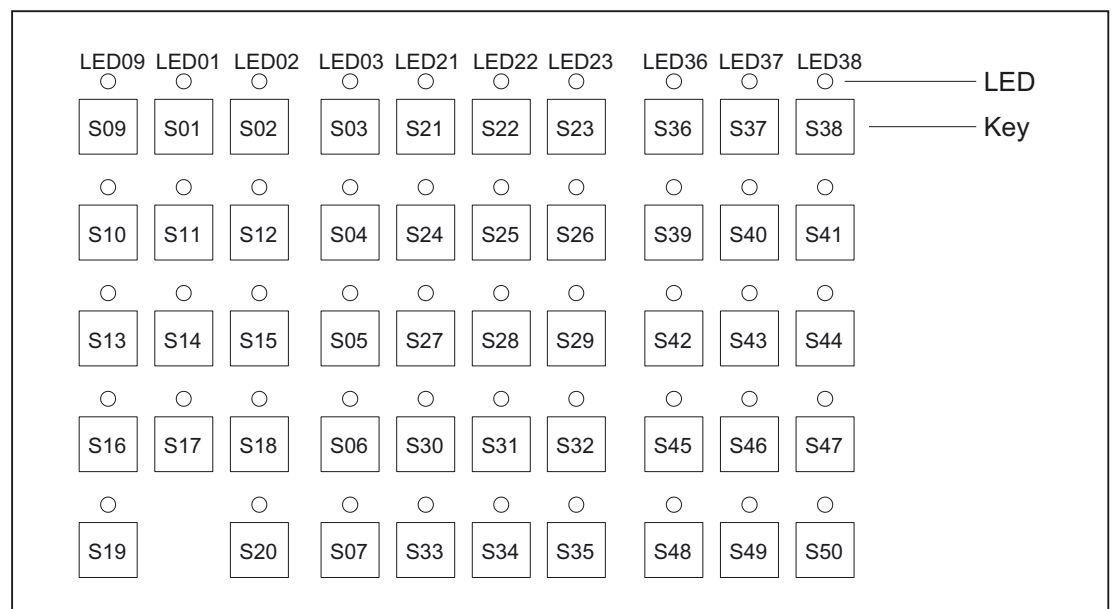 LED09 LED01 LED02 LED03 LED21 LED22 LED23 LED36 LED37 LED38
LED
S09 S01 S02 S03 S21 S22 S23 S36 S37 S38 Key
S10 S11 S12 S04 S24 S25 S26 S39 S40 S41
S13 S14 S15 S05 S27 S28 S29 S42 S43 S44
S16 S17 S18 S06 S30 S31 S32 S45 S46 S47
S19 S20 S07 S33 S34 S35 S48 S49 S50